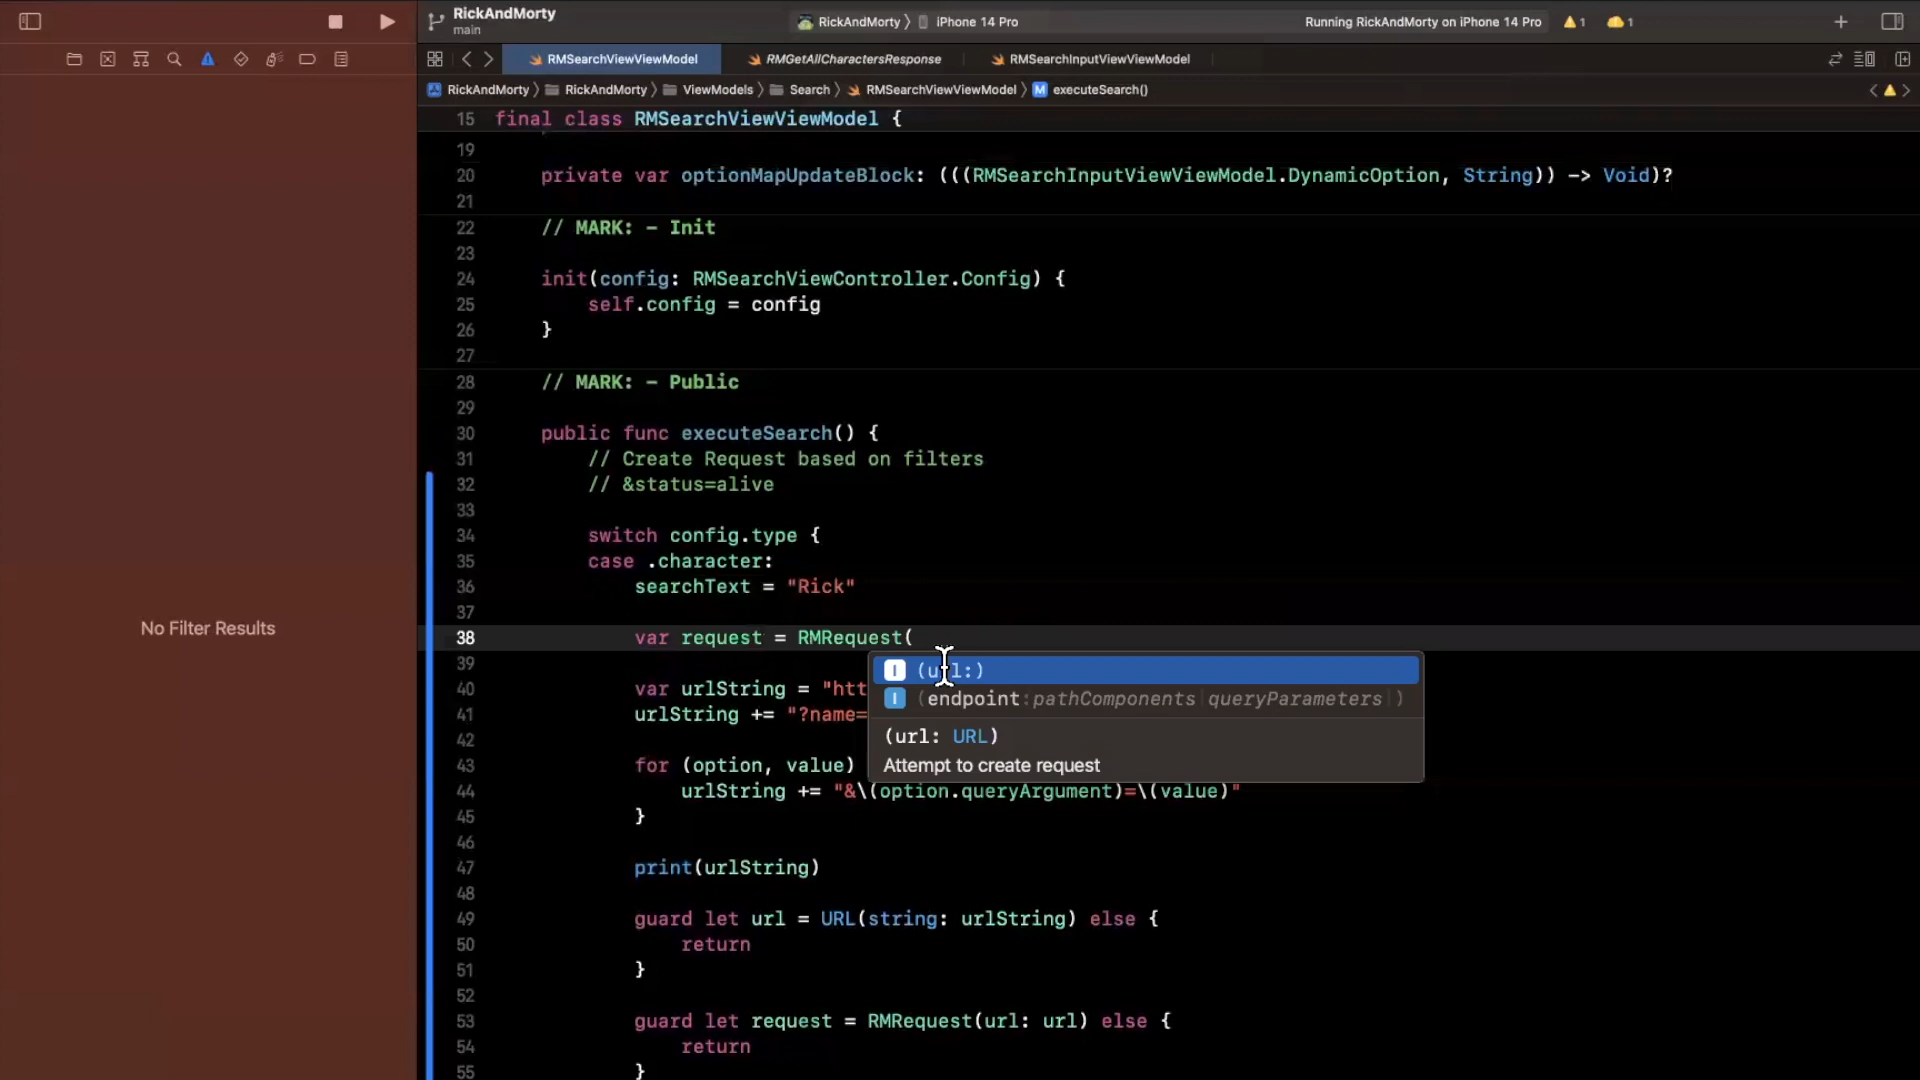 RickAndMorty
main
RickAndMorty 〉 iPhone 14 Pro
Running RickAndMorty on iPhone 14 Pro
1
1
RMSearchViewViewModel
RMGetAllCharactersResponse
RMSearchInputViewViewModel
RickAndMorty 〉 RickAndMorty 〉 ViewModels 〉 Search 〉 RMSearchViewViewModel 〉 M executeSearch()
15 final class RMSearchViewViewModel {
19
20 private var optionMapUpdateBlock: (((RMSearchInputViewViewModel.DynamicOption, String)) -> Void)?
21
22 // MARK: - Init
23
24 init(config: RMSearchViewController.Config) {
25 self.config = config
26 }
27
28 // MARK: - Public
29
30 public func executeSearch() {
31 // Create Request based on filters
32 // &status=alive
33
34 switch config.type {
35 case .character:
36 searchText = "Rick"
37
No Filter Results
38 var request = RMRequest(
39
I (url:)
40 var urlString = "htt
I (endpoint:pathComponents queryParameters )
41 urlString += "?name=
42
(url: URL)
43 for (option, value)
Attempt to create request
44 urlString += "&\(option.queryArgument)=\(value)"
45 }
46
47 print(urlString)
48
49 guard let url = URL(string: urlString) else {
50 return
51 }
52
53 guard let request = RMRequest(url: url) else {
54 return
55 }